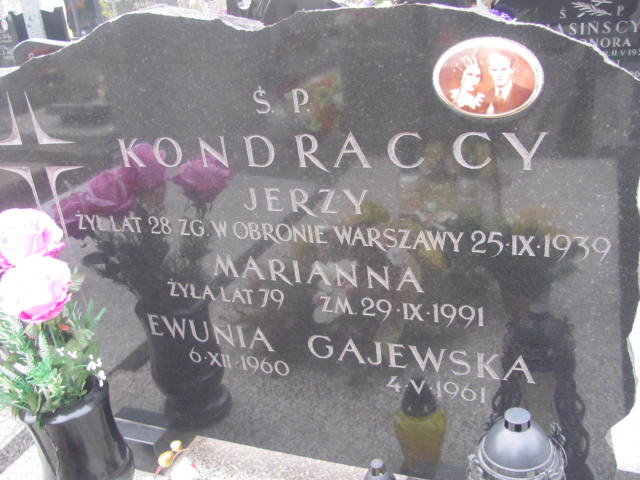 Ś. P.
KONDRACCY
JERZY
ŻYŁ LAT 28 ZG. W OBRONIE WARSZAWY 25·IX·1939
MARIANNA
ŻYŁA LAT 79 ZM. 29·IX·1991
EWUNIA GAJEWSKA
6·XII·1960 4·V·1961
Ś P